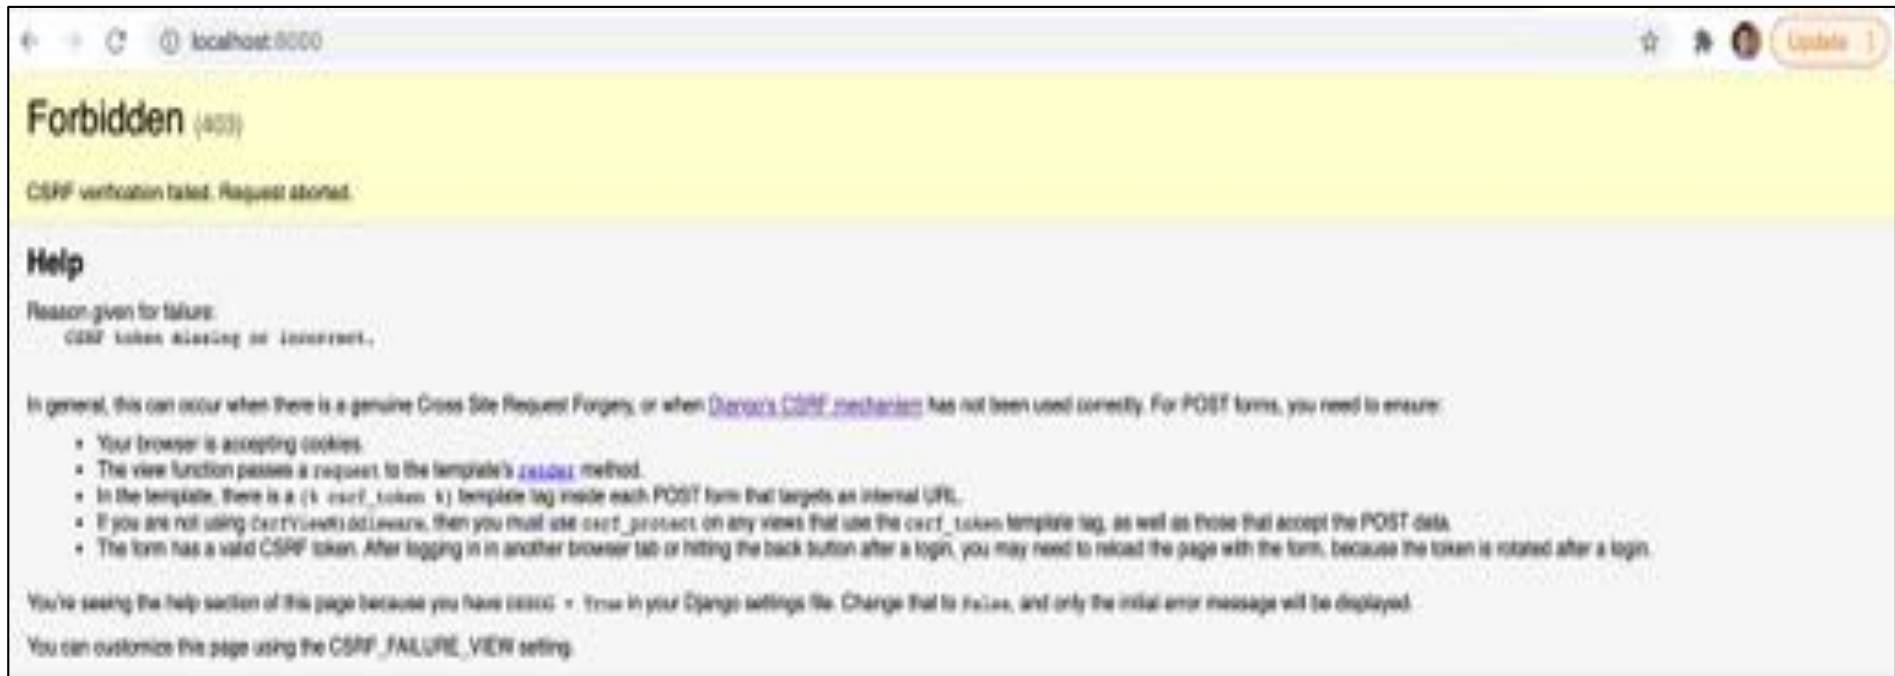 localhost:8000
Update
Forbidden (403)
CSRF verification failed. Request aborted.
Help
Reason given for failure:
CSRF token missing or incorrect.
In general, this can occur when there is a genuine Cross Site Request Forgery, or when Django's CSRF mechanism has not been used correctly. For POST forms, you need to ensure:
• Your browser is accepting cookies.
• The view function passes a request to the template's render method.
• In the template, there is a {% csrf_token %} template tag inside each POST form that targets an internal URL.
• If you are not using CsrfViewMiddleware, then you must use csrf_protect on any views that use the csrf_token template tag, as well as those that accept the POST data.
• The form has a valid CSRF token. After logging in in another browser tab or hitting the back button after a login, you may need to reload the page with the form, because the token is rotated after a login.
You're seeing the help section of this page because you have DEBUG = True in your Django settings file. Change that to False, and only the initial error message will be displayed.
You can customize this page using the CSRF_FAILURE_VIEW setting.